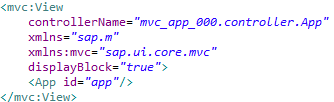 <mvc:View
controllerName="mvc_app_000.controller.App"
xmlns="sap.m"
xmlns:mvc="sap.ui.core.mvc"
displayBlock="true">
<App id="app"/>
</mvc:View>